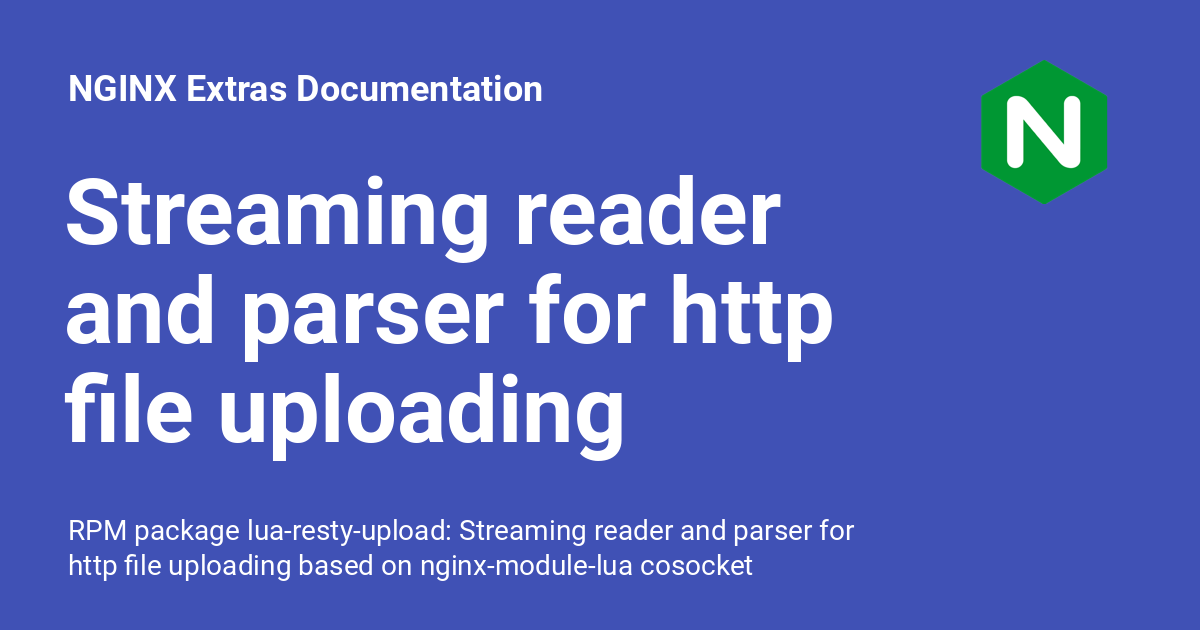 NGINX Extras Documentation
N
Streaming reader
and parser for http
file uploading
RPM package lua-resty-upload: Streaming reader and parser for
http file uploading based on nginx-module-lua cosocket